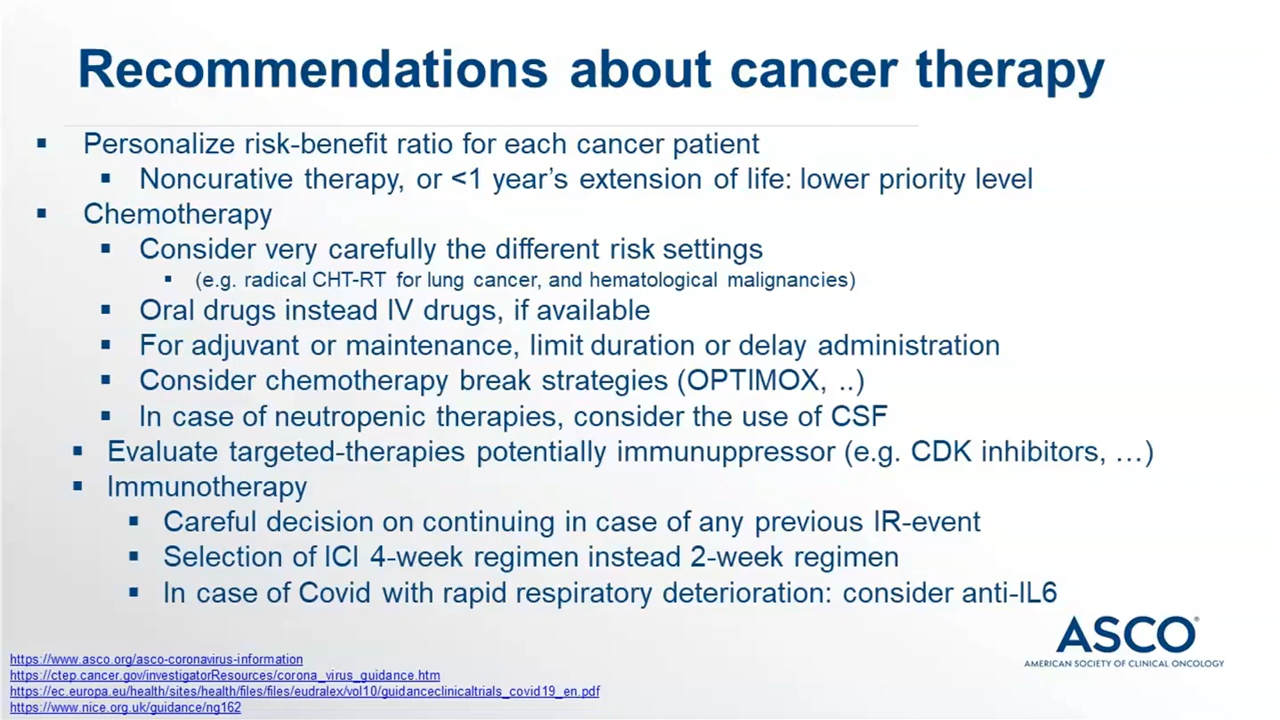 Recommendations about cancer therapy
▪ Personalize risk-benefit ratio for each cancer patient
▪ Noncurative therapy, or <1 year's extension of life: lower priority level
▪ Chemotherapy
▪ Consider very carefully the different risk settings
▪ (e.g. radical CHT-RT for lung cancer, and hematological malignancies)
▪ Oral drugs instead IV drugs, if available
▪ For adjuvant or maintenance, limit duration or delay administration
▪ Consider chemotherapy break strategies (OPTIMOX, ..)
▪ In case of neutropenic therapies, consider the use of CSF
▪ Evaluate targeted-therapies potentially immunuppressor (e.g. CDK inhibitors, …)
▪ Immunotherapy
▪ Careful decision on continuing in case of any previous IR-event
▪ Selection of ICI 4-week regimen instead 2-week regimen
▪ In case of Covid with rapid respiratory deterioration: consider anti-IL6
ASCO®
AMERICAN SOCIETY OF CLINICAL ONCOLOGY
https://www.asco.org/asco-coronavirus-information
https://ctep.cancer.gov/investigatorResources/corona_virus_guidance.htm
https://ec.europa.eu/health/sites/health/files/files/eudralex/vol10/guidanceclinicaltrials_covid19_en.pdf
https://www.nice.org.uk/guidance/ng162